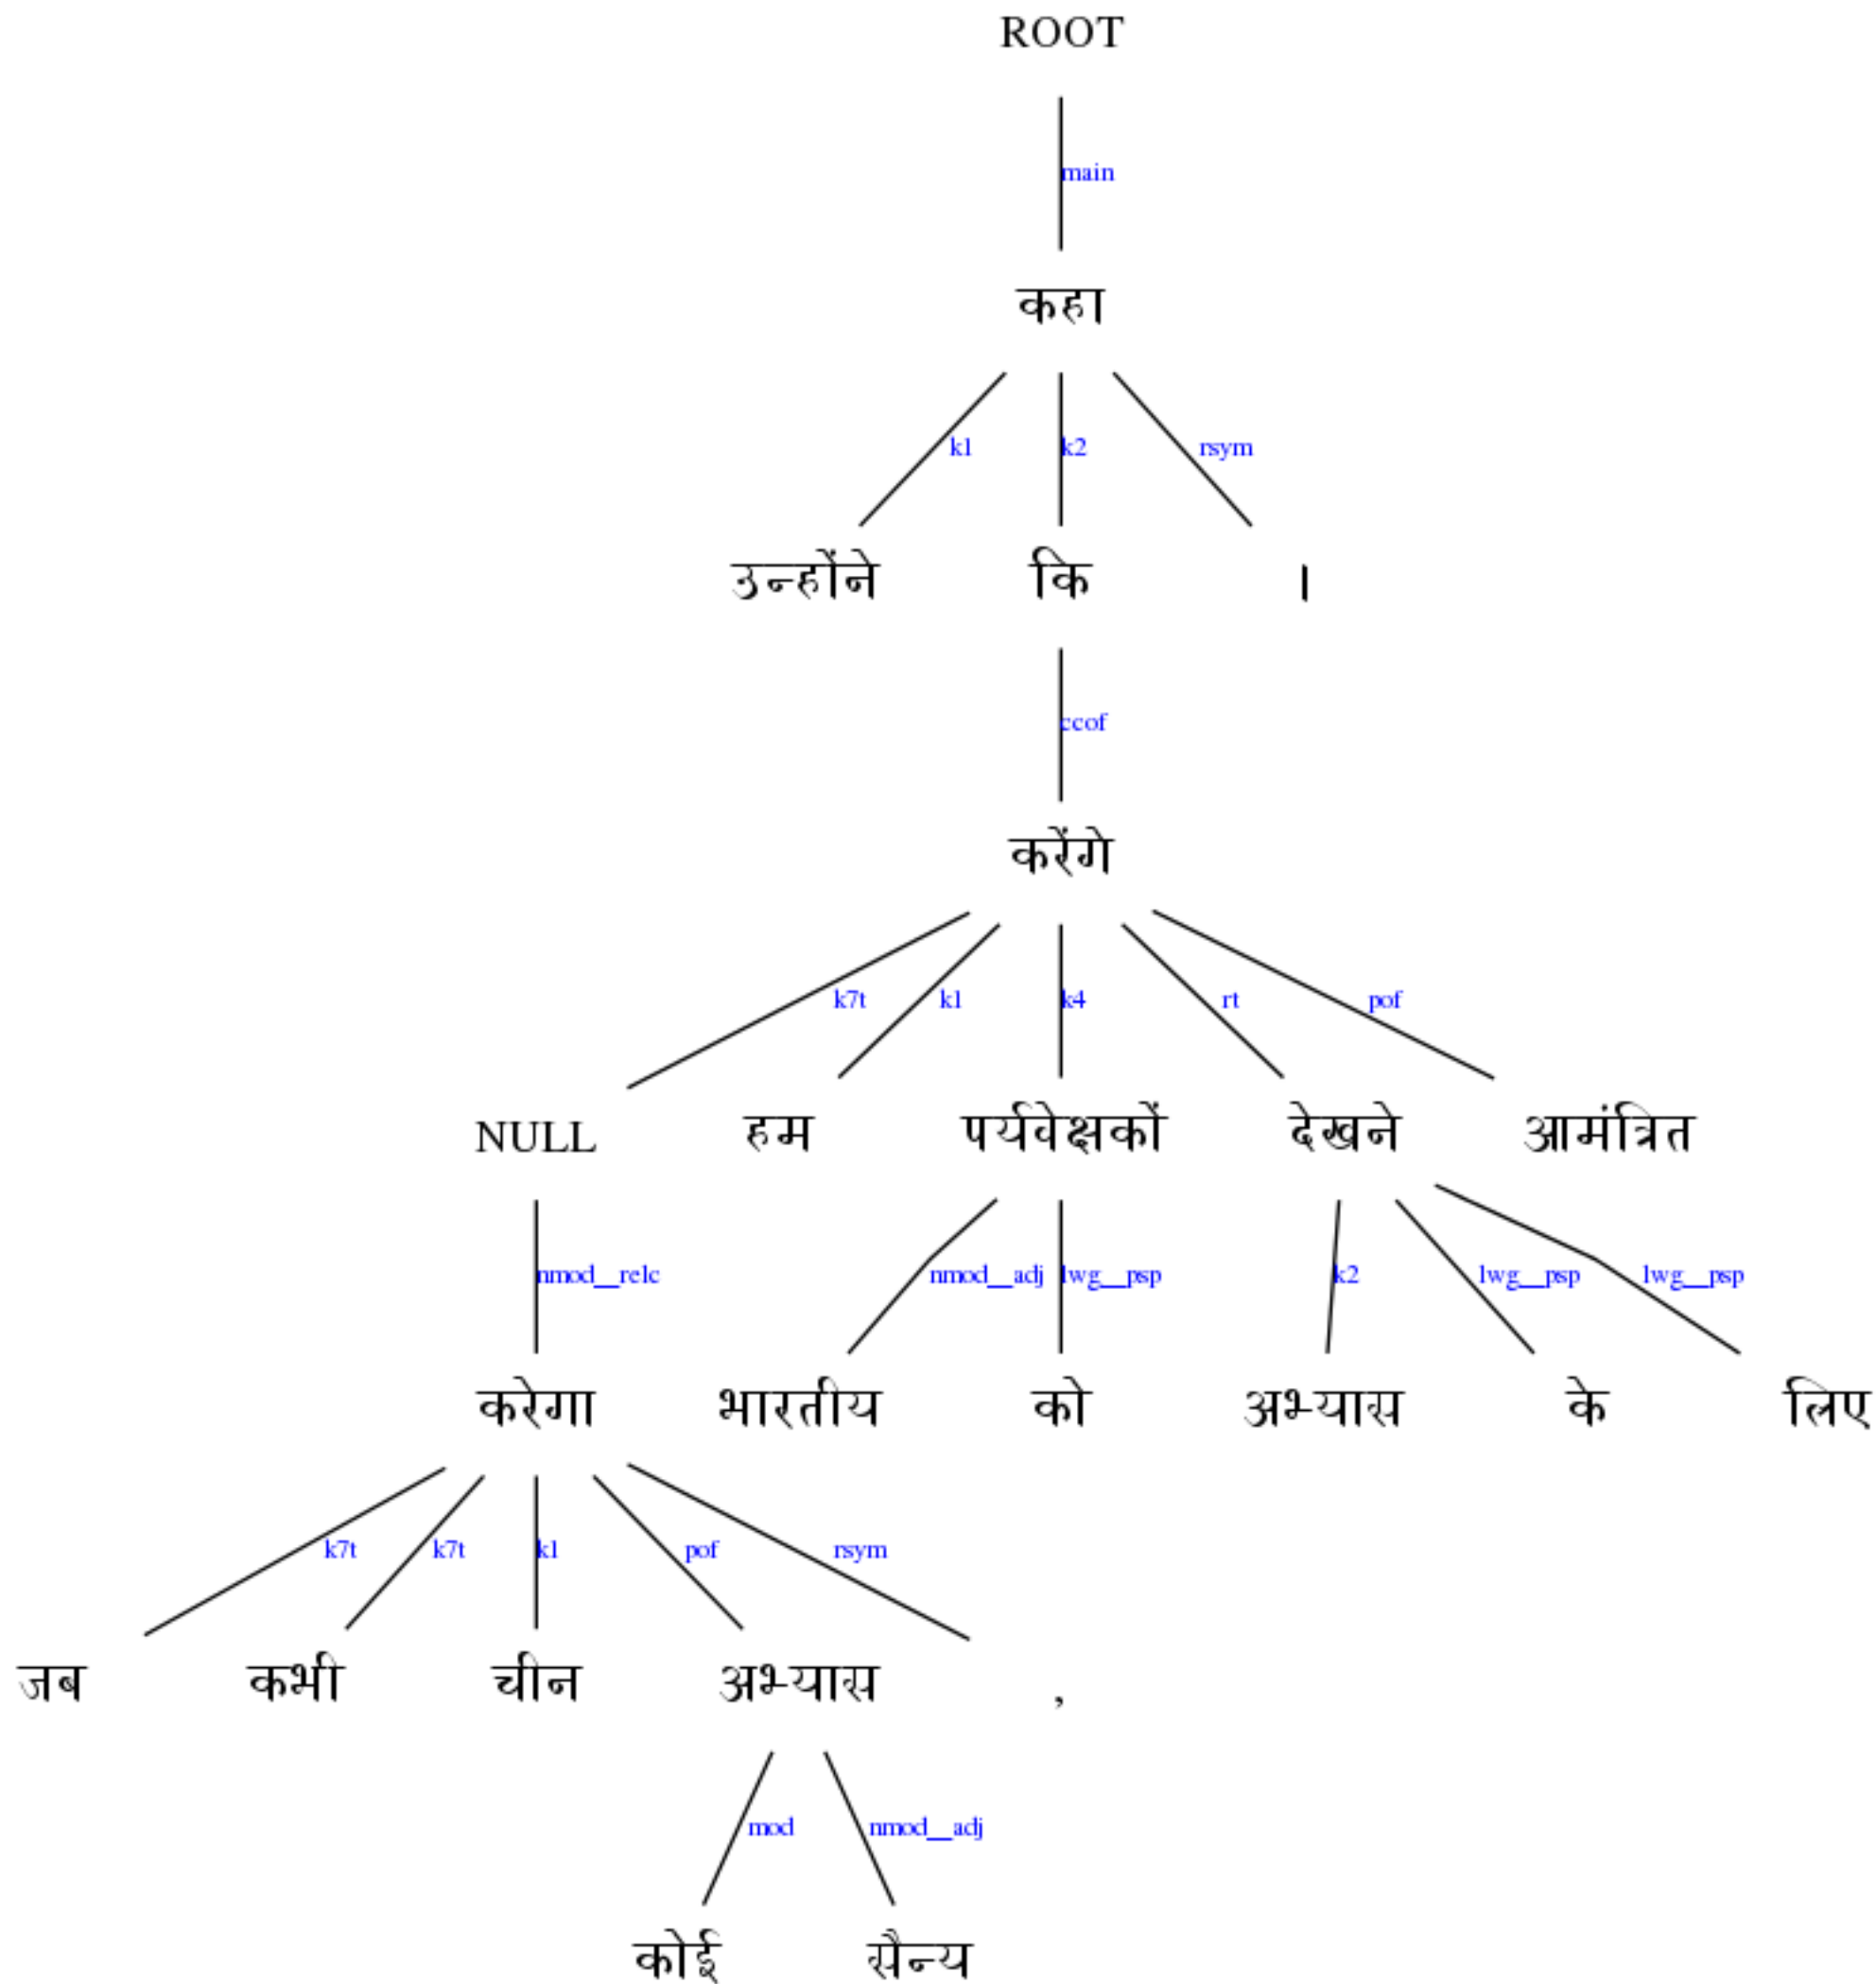 ROOT
main
कहा
k1 k2 rsym
उन्होंने कि ।
ccof
करेंगे
k7t k1 k4 rt pof
NULL हम पर्यवेक्षकों देखने आमंत्रित
nmod__relc nmod__adj lwg__psp k2 lwg__psp lwg__psp
करेगा भारतीय को अभ्यास के लिए
k7t k7t k1 pof rsym
जब कभी चीन अभ्यास ,
mod nmod__adj
कोई सैन्य